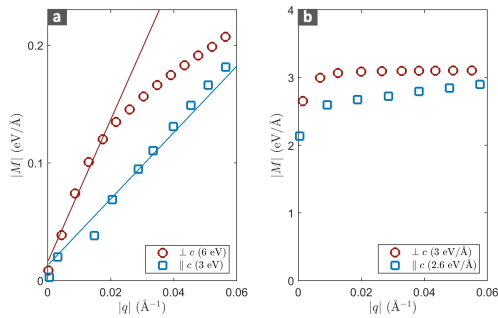 a
|M| (eV/Å)
0.2
0.1
0
⊥ c (6 eV)
∥ c (3 eV)
0 0.02 0.04 0.06
|q| (Å⁻¹)
b
|M| (eV/Å)
4
3
2
1
0
⊥ c (3 eV/Å)
∥ c (2.6 eV/Å)
0 0.02 0.04 0.06
|q| (Å⁻¹)